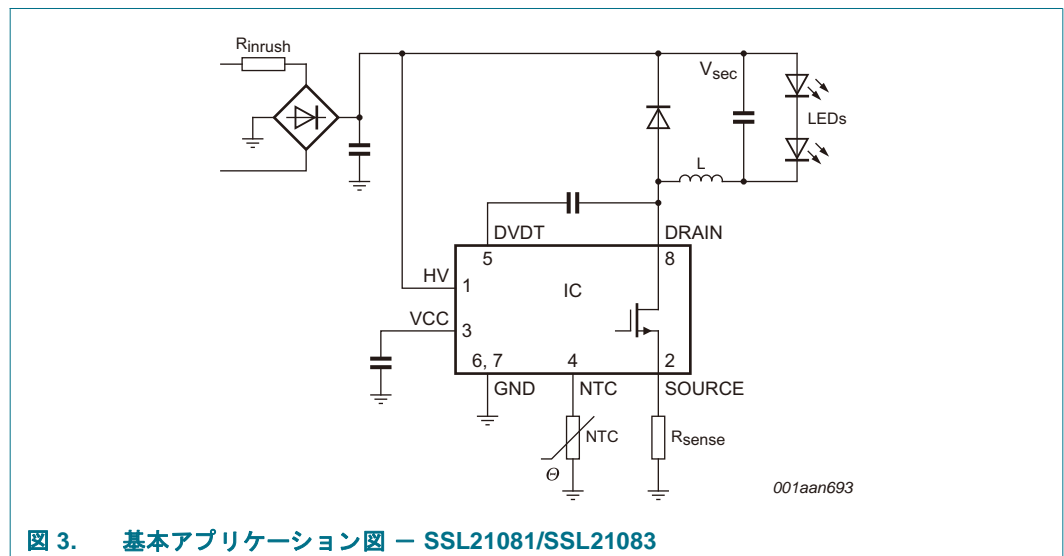 Rinrush
Vsec
LEDs
L
DVDT
DRAIN
5
8
HV
1
IC
VCC
3
6, 7
4
2
GND
NTC
SOURCE
NTC
Rsense
Θ
001aan693
図 3. 基本アプリケーション図 － SSL21081/SSL21083